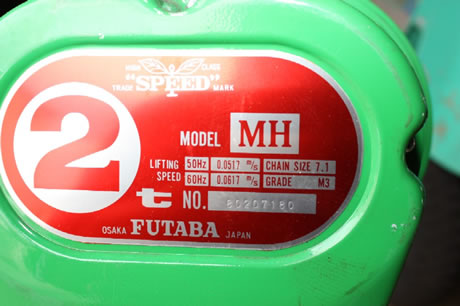 HIGH CLASS
TRADE "SPEED" MARK
2
MODEL MH
LIFTING SPEED 50Hz 0.0517 m/s CHAIN SIZE 7.1
60Hz 0.0617 m/s GRADE M3
t NO. 80207180
OSAKA FUTABA JAPAN